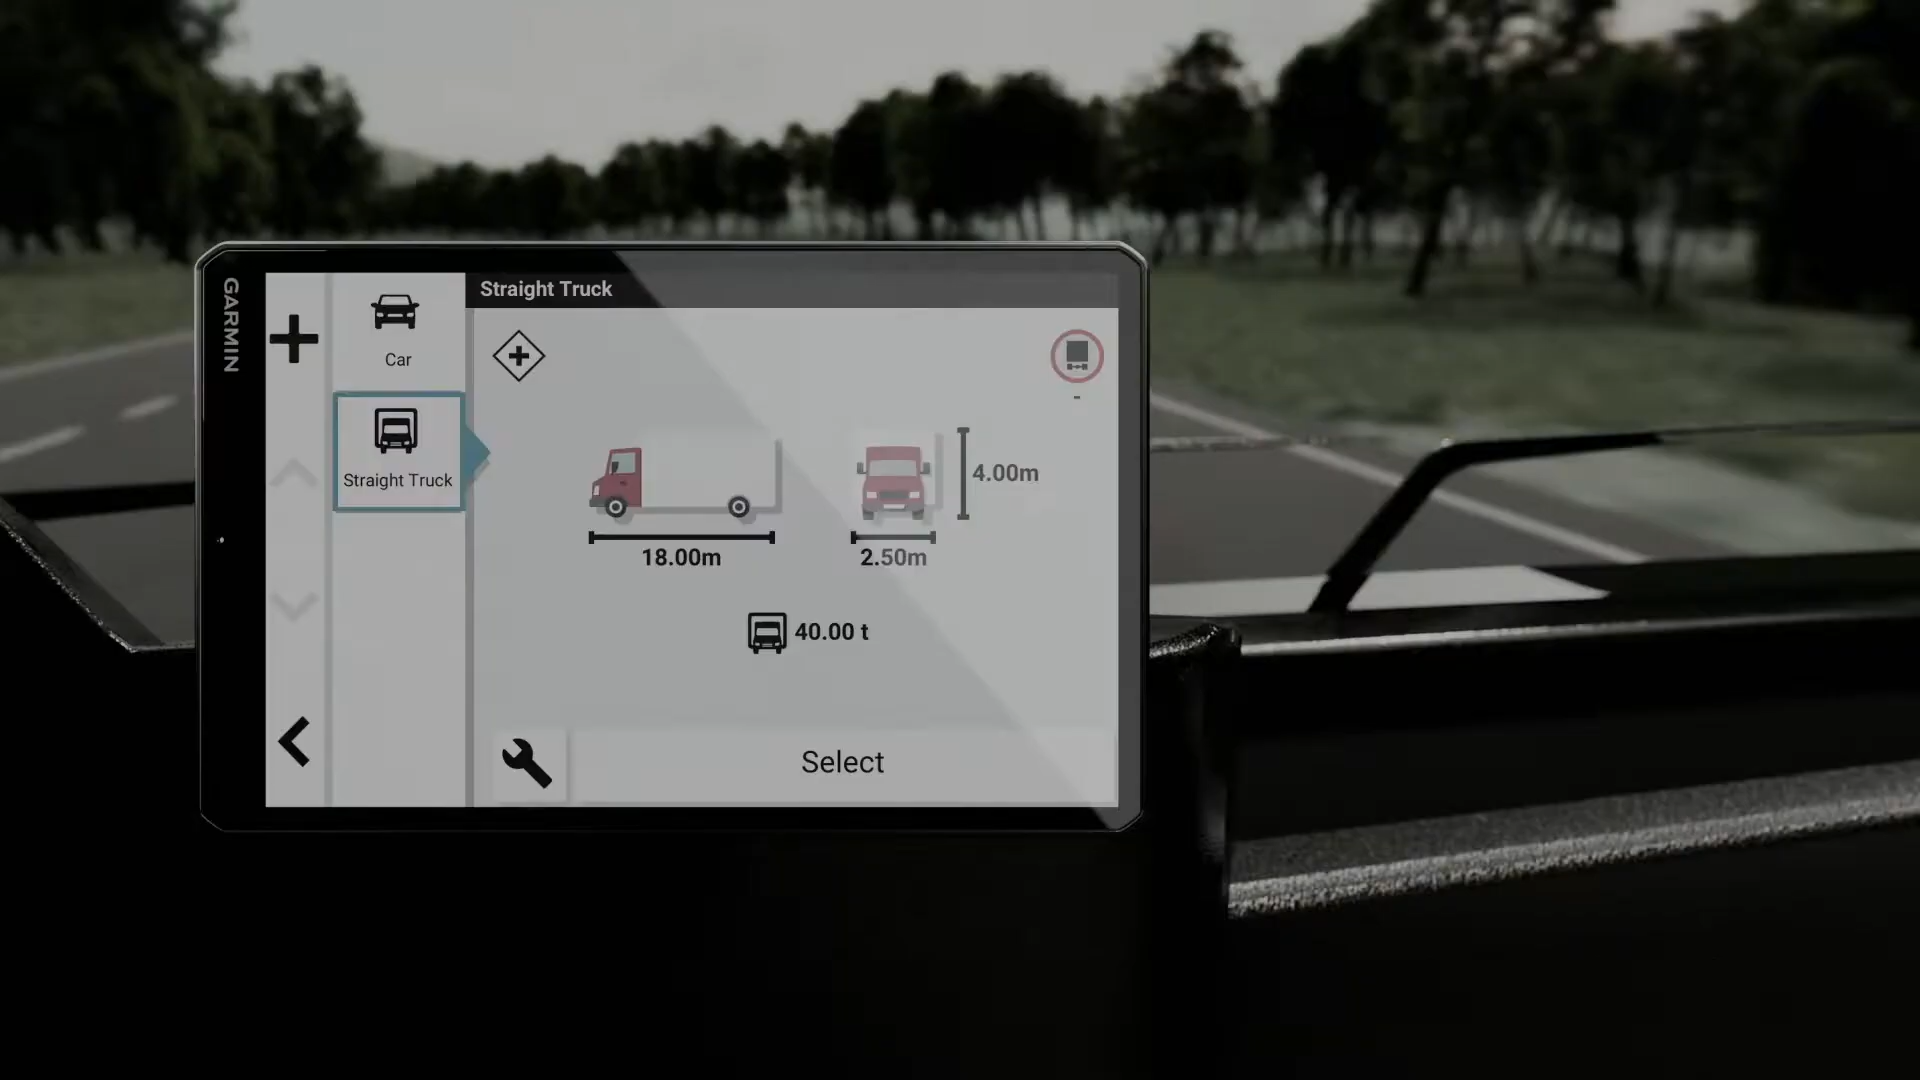 GARMIN
Car
Straight Truck
Straight Truck
4.00m
18.00m
2.50m
40.00 t
Select